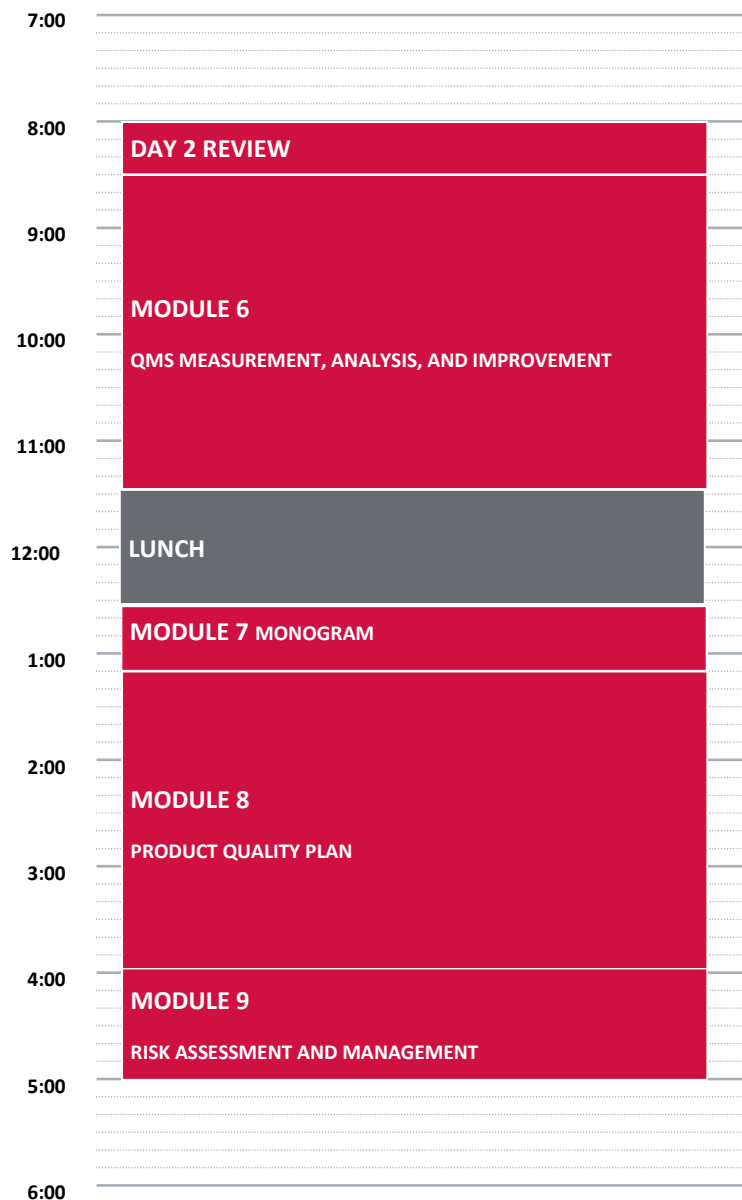 7:00
8:00
DAY 2 REVIEW
9:00
MODULE 6
10:00
QMS MEASUREMENT, ANALYSIS, AND IMPROVEMENT
11:00
12:00
LUNCH
MODULE 7 MONOGRAM
1:00
2:00
MODULE 8
PRODUCT QUALITY PLAN
3:00
4:00
MODULE 9
RISK ASSESSMENT AND MANAGEMENT
5:00
6:00